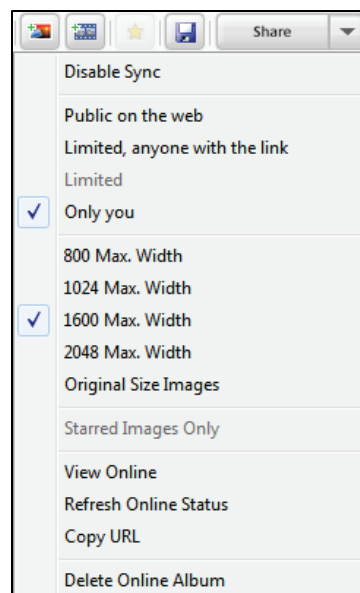 Share
Disable Sync
Public on the web
Limited, anyone with the link
Limited
Only you
800 Max. Width
1024 Max. Width
1600 Max. Width
2048 Max. Width
Original Size Images
Starred Images Only
View Online
Refresh Online Status
Copy URL
Delete Online Album